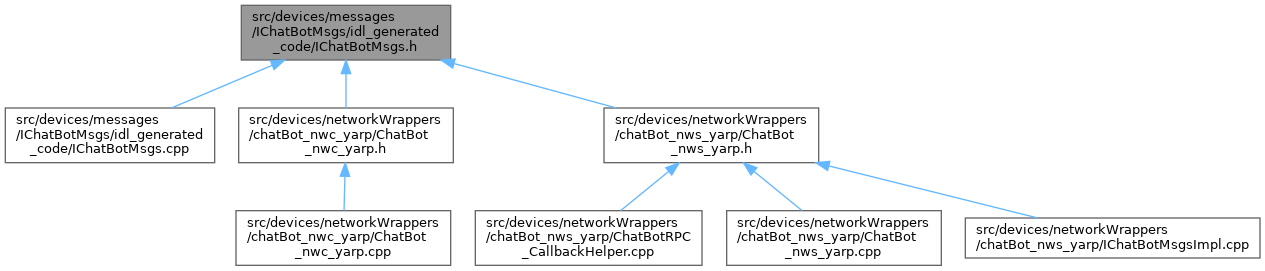 src/devices/messages
/IChatBotMsgs/idl_generated
_code/IChatBotMsgs.h
src/devices/messages
/IChatBotMsgs/idl_generated
_code/IChatBotMsgs.cpp
src/devices/networkWrappers
/chatBot_nwc_yarp/ChatBot
_nwc_yarp.h
src/devices/networkWrappers
/chatBot_nws_yarp/ChatBot
_nws_yarp.h
src/devices/networkWrappers
/chatBot_nwc_yarp/ChatBot
_nwc_yarp.cpp
src/devices/networkWrappers
/chatBot_nws_yarp/ChatBotRPC
_CallbackHelper.cpp
src/devices/networkWrappers
/chatBot_nws_yarp/ChatBot
_nws_yarp.cpp
src/devices/networkWrappers
/chatBot_nws_yarp/IChatBotMsgsImpl.cpp